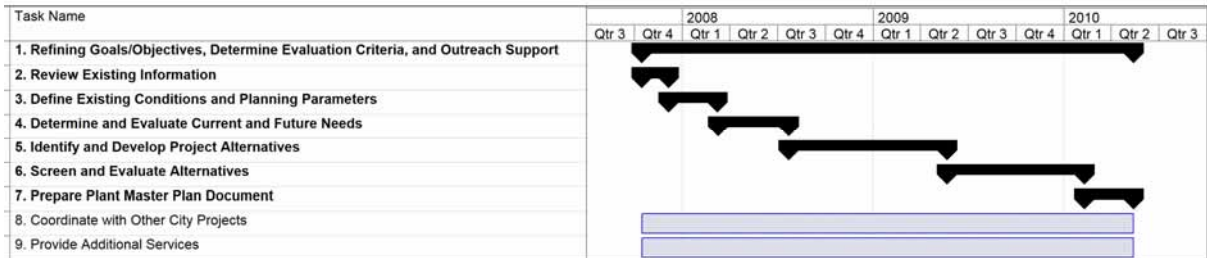 Task Name
2008 2009 2010
Qtr 3 Qtr 4 Qtr 1 Qtr 2 Qtr 3 Qtr 4 Qtr 1 Qtr 2 Qtr 3 Qtr 4 Qtr 1 Qtr 2 Qtr 3
1. Refining Goals/Objectives, Determine Evaluation Criteria, and Outreach Support
2. Review Existing Information
3. Define Existing Conditions and Planning Parameters
4. Determine and Evaluate Current and Future Needs
5. Identify and Develop Project Alternatives
6. Screen and Evaluate Alternatives
7. Prepare Plant Master Plan Document
8. Coordinate with Other City Projects
9. Provide Additional Services